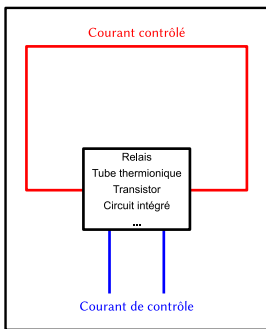 Courant contrôlé
Relais
Tube thermionique
Transistor
Circuit intégré
...
Courant de contrôle